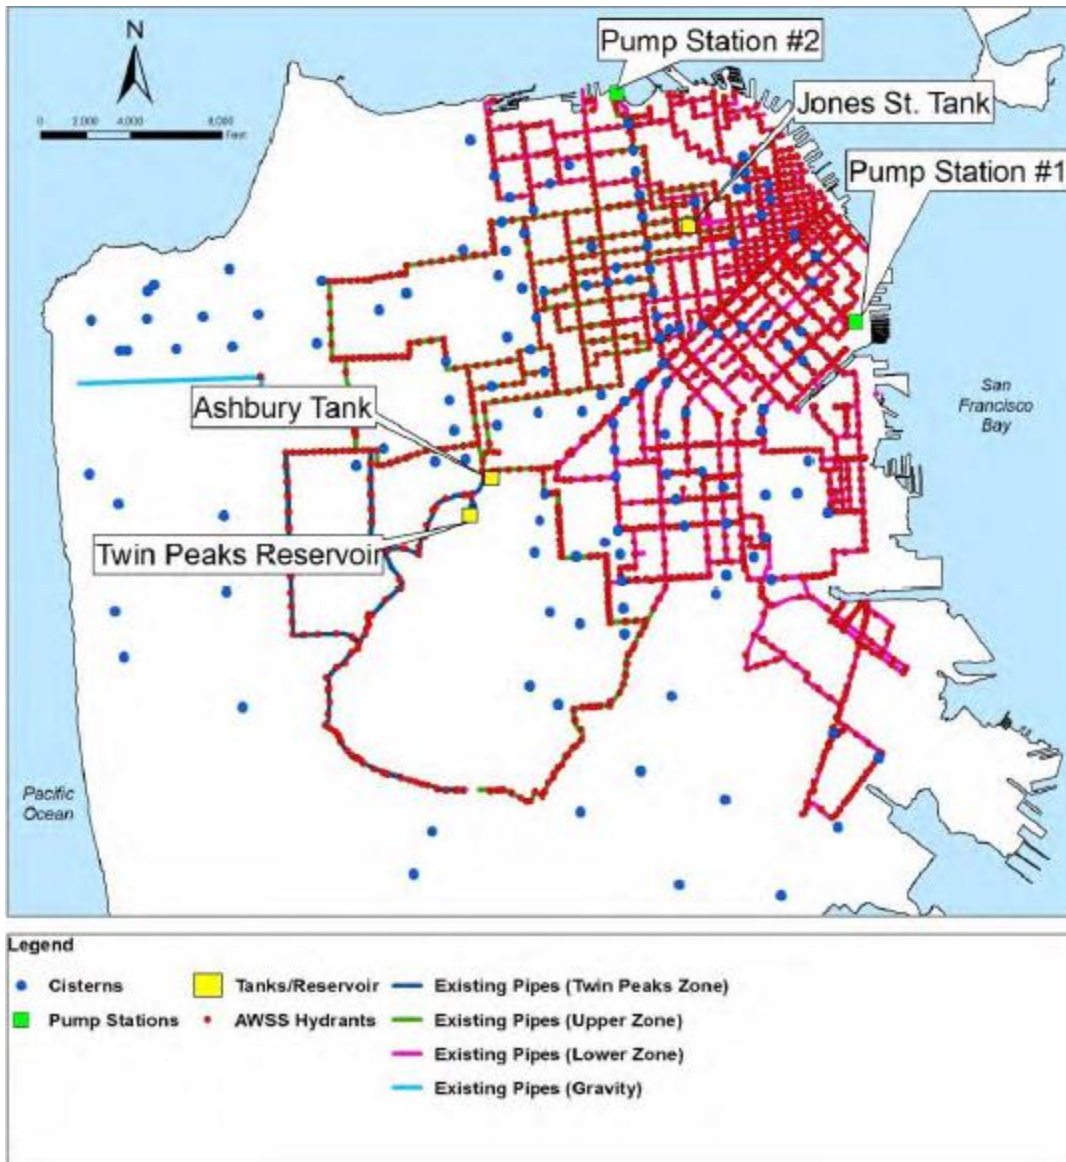 Pump Station #2
N
Jones St. Tank
0 2,000 4,000 8,000
Feet
Pump Station #1
Ashbury Tank
San
Francisco
Bay
Twin Peaks Reservoir
Pacific
Ocean
Legend
Cisterns
Tanks/Reservoir
Existing Pipes (Twin Peaks Zone)
Pump Stations
AWSS Hydrants
Existing Pipes (Upper Zone)
Existing Pipes (Lower Zone)
Existing Pipes (Gravity)